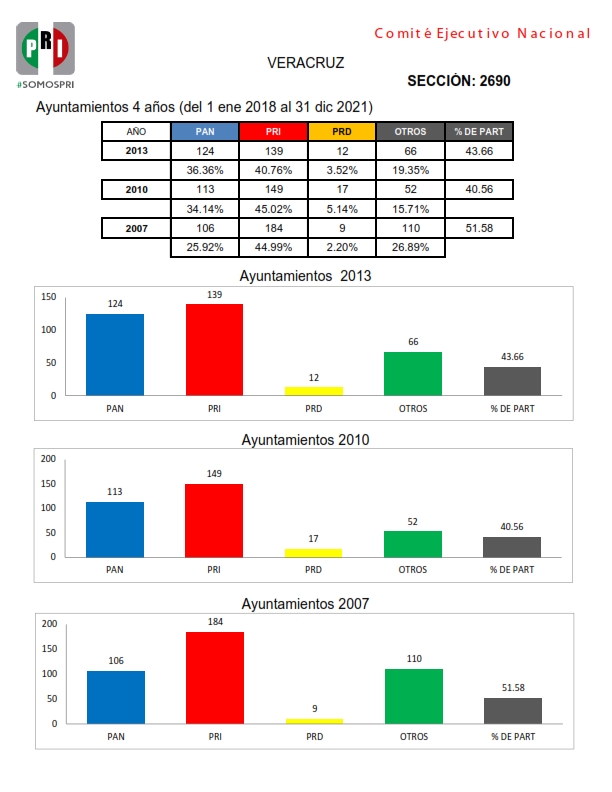 Comité Ejecutivo Nacional
PRI
#SOMOSPRI
VERACRUZ
SECCIÓN: 2690
Ayuntamientos 4 años (del 1 ene 2018 al 31 dic 2021)
AÑO PAN PRI PRD OTROS % DE PART
2013 124 139 12 66 43.66
36.36% 40.76% 3.52% 19.35%
2010 113 149 17 52 40.56
34.14% 45.02% 5.14% 15.71%
2007 106 184 9 110 51.58
25.92% 44.99% 2.20% 26.89%
Ayuntamientos 2013
150
100
50
0
124
139
12
66
43.66
PAN PRI PRD OTROS % DE PART
Ayuntamientos 2010
200
150
100
50
0
113
149
17
52
40.56
PAN PRI PRD OTROS % DE PART
Ayuntamientos 2007
200
150
100
50
0
106
184
9
110
51.58
PAN PRI PRD OTROS % DE PART